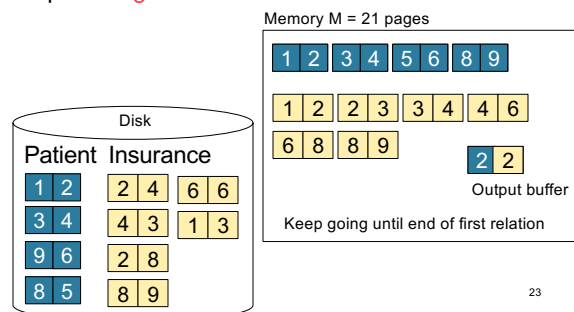 Memory M = 21 pages
1 2 3 4 5 6 8 9
1 2 2 3 3 4 4 6
6 8 8 9
2 2
Output buffer
Keep going until end of first relation
Disk
Patient Insurance
1 2 2 4 6 6
3 4 4 3 1 3
9 6 2 8
8 5 8 9
23